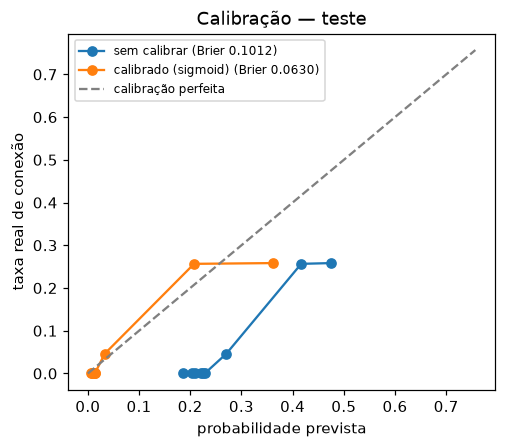 Calibração — teste
sem calibrar (Brier 0.1012)
calibrado (sigmoid) (Brier 0.0630)
calibração perfeita
taxa real de conexão
0.7
0.6
0.5
0.4
0.3
0.2
0.1
0.0
0.0 0.1 0.2 0.3 0.4 0.5 0.6 0.7
probabilidade prevista